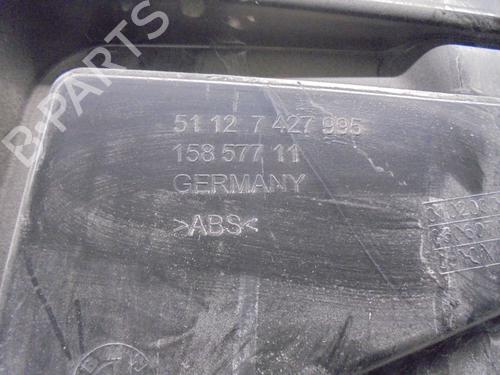 B-PARTS
51 12 7 427 995
158 577 11
GERMANY
>ABS<